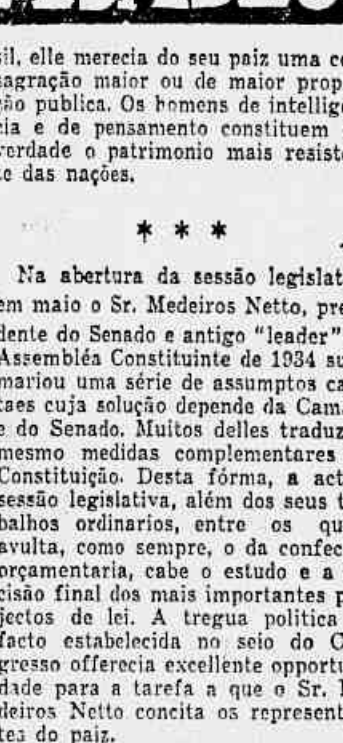 sil, elle merecia do seu paiz uma co
sagração maior ou de maior prop
ção publica. Os homens de intellige
cia e de pensamento constituem
verdade o patrimonio mais resiste
te das nações.
* * *
Na abertura da sessão legislat
em maio o Sr. Medeiros Netto, pre
dente do Senado e antigo "leader"
Assembléa Constituinte de 1934 su
mariou uma série de assumptos ca
taes cuja solução depende da Cama
e do Senado. Muitos delles traduz
mesmo medidas complementares
Constituição. Desta fórma, a act
sessão legislativa, além dos seus t
balhos ordinarios, entre os qu
avulta, como sempre, o da confec
orçamentaria, cabe o estudo e a
cisão final dos mais importantes p
jectos de lei. A tregua politica
facto estabelecida no seio do C
gresso offerecia excellente opportu
dade para a tarefa a que o Sr. M
deiros Netto concita os represent
tes do paiz.